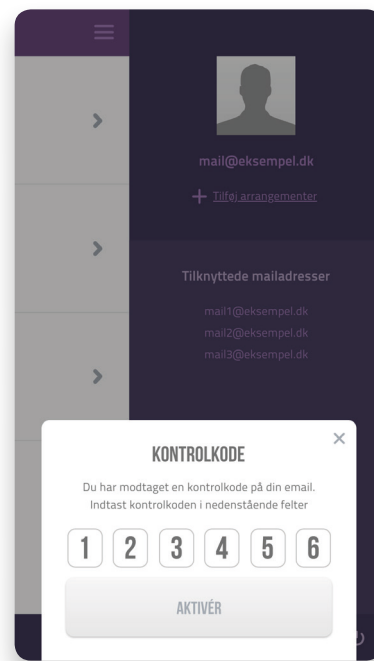 mail@eksempel.dk
Tilføj arrangementer
Tilknyttede mailadresser
mail1@eksempel.dk
mail2@eksempel.dk
mail3@eksempel.dk
KONTROLKODE
Du har modtaget en kontrolkode på din email.
Indtast kontrolkoden i nedenstående felter
1 2 3 4 5 6
AKTIVÉR